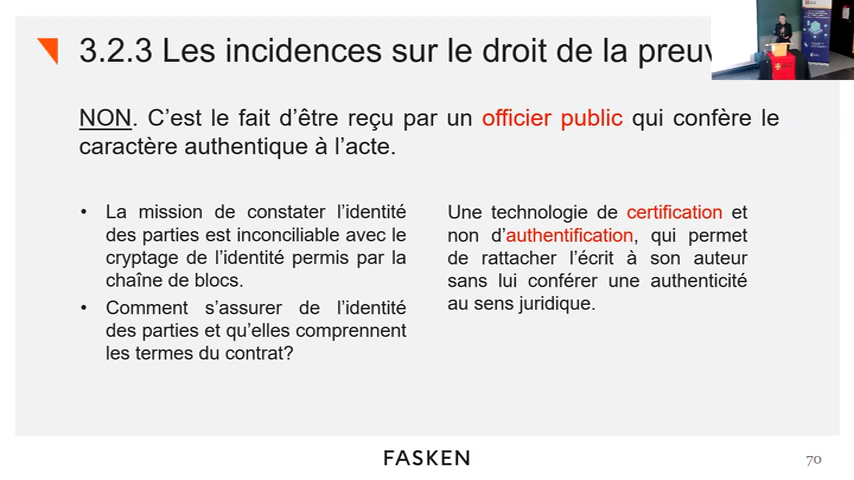 3.2.3 Les incidences sur le droit de la
NON. C’est le fait d’être reçu par un officier public qui confère le
caractère authentique à l’acte.
• La mission de constater l’identité
des parties est inconciliable avec le
cryptage de l’identité permis par la
chaîne de blocs.
• Comment s’assurer de l’identité
des parties et qu’elles comprennent
les termes du contrat?
Une technologie de certification et
non d’authentification, qui permet
de rattacher l’écrit à son auteur
sans lui conférer une authenticité
au sens juridique.
FASKEN
70